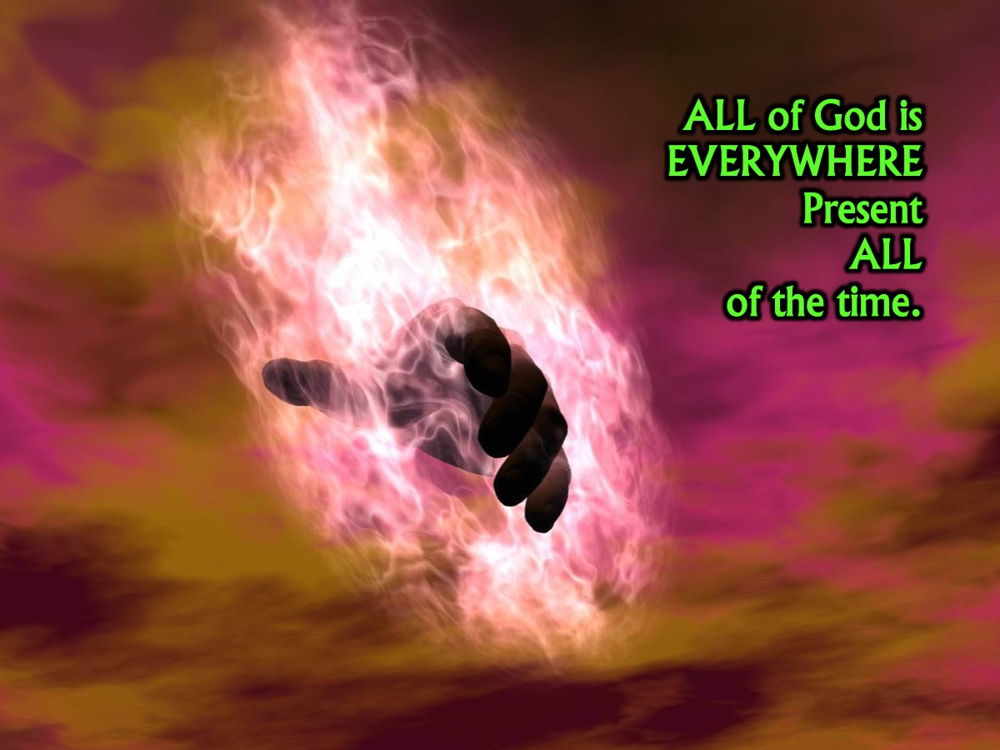 ALL of God is
EVERYWHERE
Present
ALL
of the time.